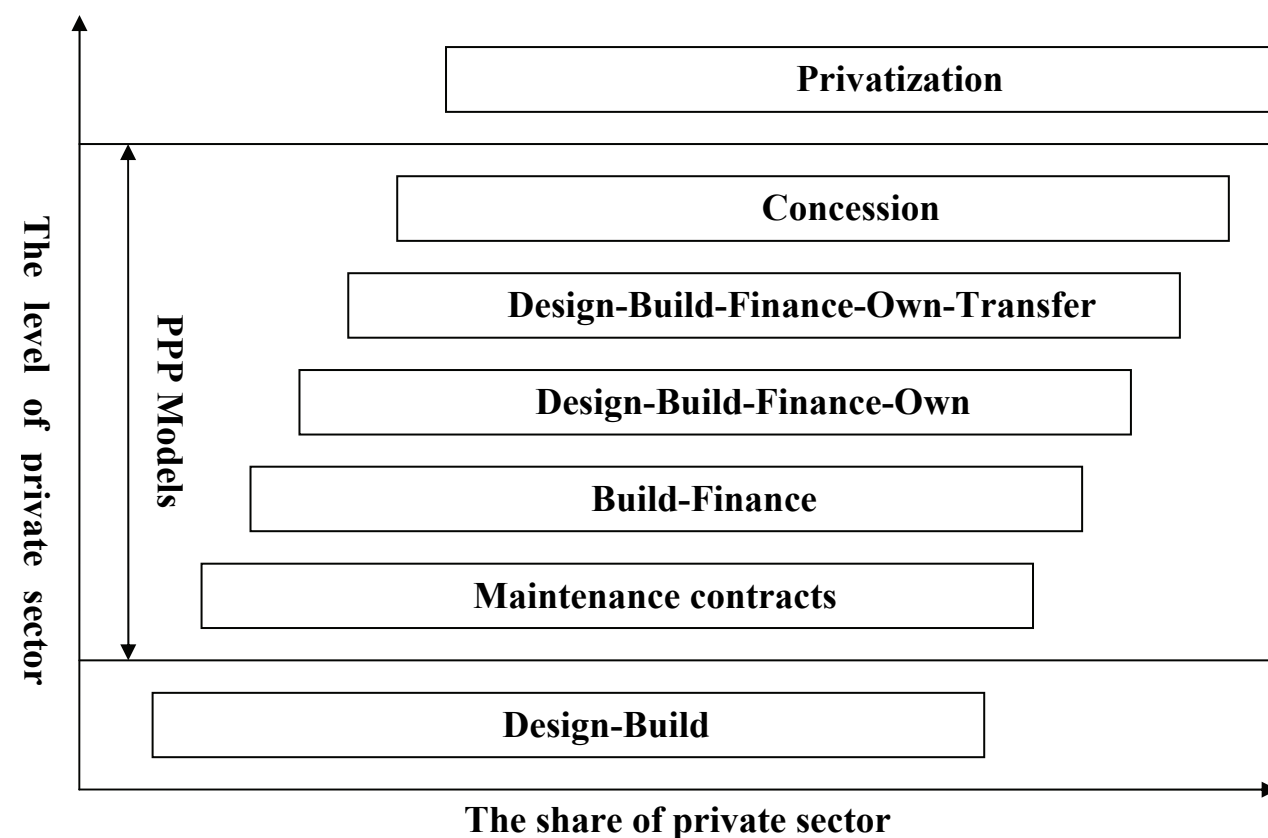 Privatization
Concession
Design-Build-Finance-Own-Transfer
Design-Build-Finance-Own
Build-Finance
Maintenance contracts
Design-Build
PPP Models
The level of private sector
The share of private sector